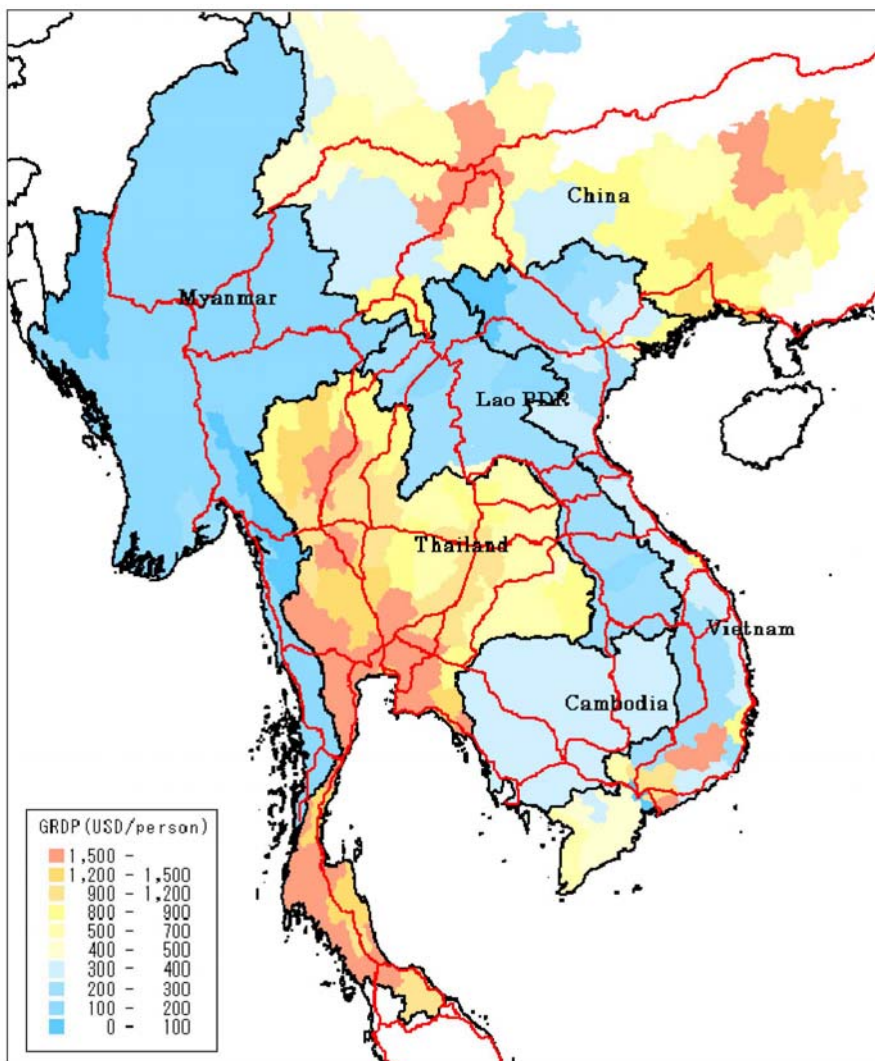 China
Myanmar
Lao PDR
Thailand
Vietnam
Cambodia
GRDP(USD/person)
1,500 -
1,200 - 1,500
900 - 1,200
800 - 900
500 - 700
400 - 500
300 - 400
200 - 300
100 - 200
0 - 100